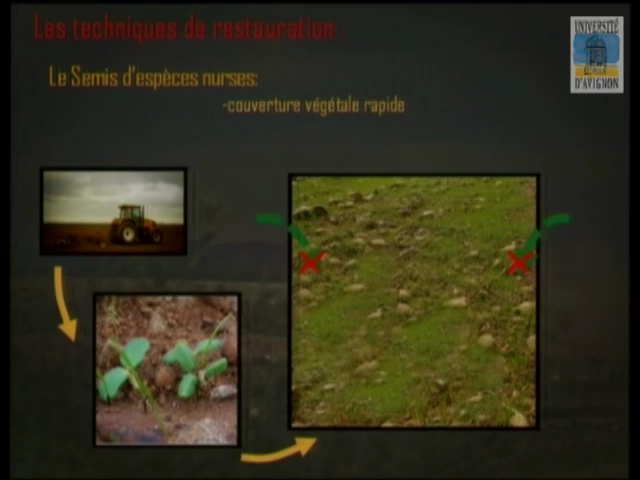 Les techniques de restauration
UNIVERSITÉ
D'AVIGNON
Le Semis d'espèces nurses:
-couverture végétale rapide